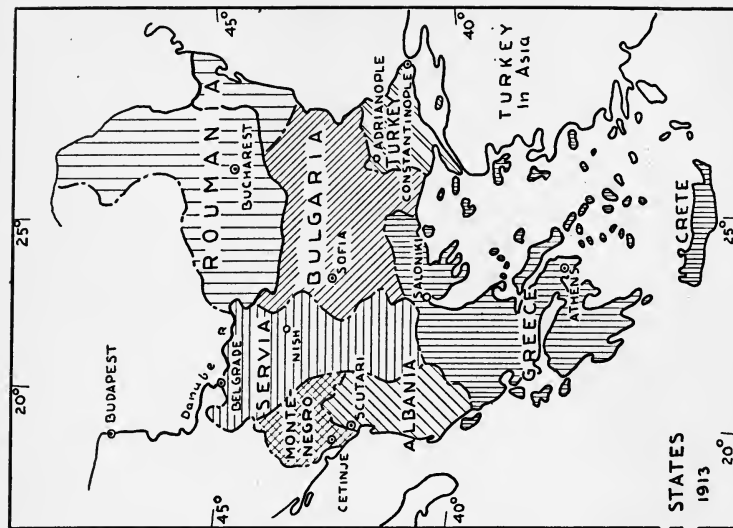 45°
40°
BUDAPEST
Danube R
ROUMANIA
BUCHAREST
BELGRADE
SERVIA
NISH
BULGARIA
SOFIA
MONTE-
NEGRO
CETINJE
SCUTARI
ALBANIA
ADRIANOPLE
TURKEY
CONSTANTINOPLE
SALONIKI
TURKEY
In Asia
GREECE
ATHENS
CRETE
20°
25°
45°
40°
20°
25°
STATES
1913